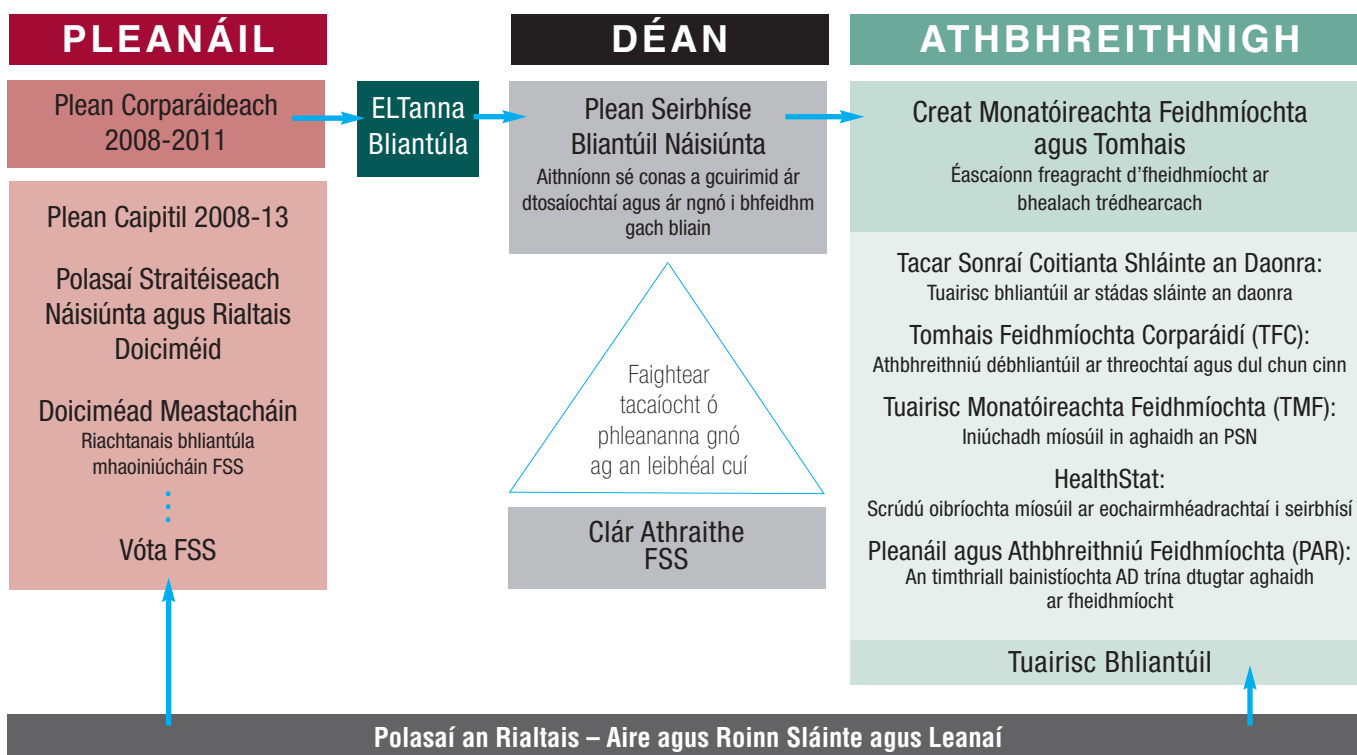 PLEANÁIL
Plean Corparáideach
2008-2011
Plean Caipitil 2008-13
Polasaí Straitéiseach
Náisiúnta agus Rialtais
Doiciméid
Doiciméad Meastacháin
Riachtanais bhliantúla
mhaoiniúcháin FSS
Vóta FSS
ELTanna
Bliantúla
DÉAN
Plean Seirbhíse
Bliantúil Náisiúnta
Aithníonn sé conas a gcuirimid ár
dtosaíochtaí agus ár ngnó i bhfeidhm
gach bliain
Faightear
tacaíocht ó
phleananna gnó
ag an leibhéal cuí
Clár Athraithe
FSS
ATHBHREITHNIGH
Creat Monatóireachta Feidhmíochta
agus Tomhais
Éascaíonn freagracht d'fheidhmíocht ar
bhealach trédhearcach
Tacar Sonraí Coitianta Shláinte an Daonra:
Tuairisc bhliantúil ar stádas sláinte an daonra
Tomhais Feidhmíochta Corparáidí (TFC):
Athbhreithniú débhliantúil ar threochtaí agus dul chun cinn
Tuairisc Monatóireachta Feidhmíochta (TMF):
Iniúchadh míosúil in aghaidh an PSN
HealthStat:
Scrúdú oibríochta míosúil ar eochairmhéadrachtaí i seirbhísí
Pleanáil agus Athbhreithniú Feidhmíochta (PAR):
An timthriall bainistíochta AD trína dtugtar aghaidh
ar fheidhmíocht
Tuairisc Bhliantúil
Polasaí an Rialtais – Aire agus Roinn Sláinte agus Leanaí